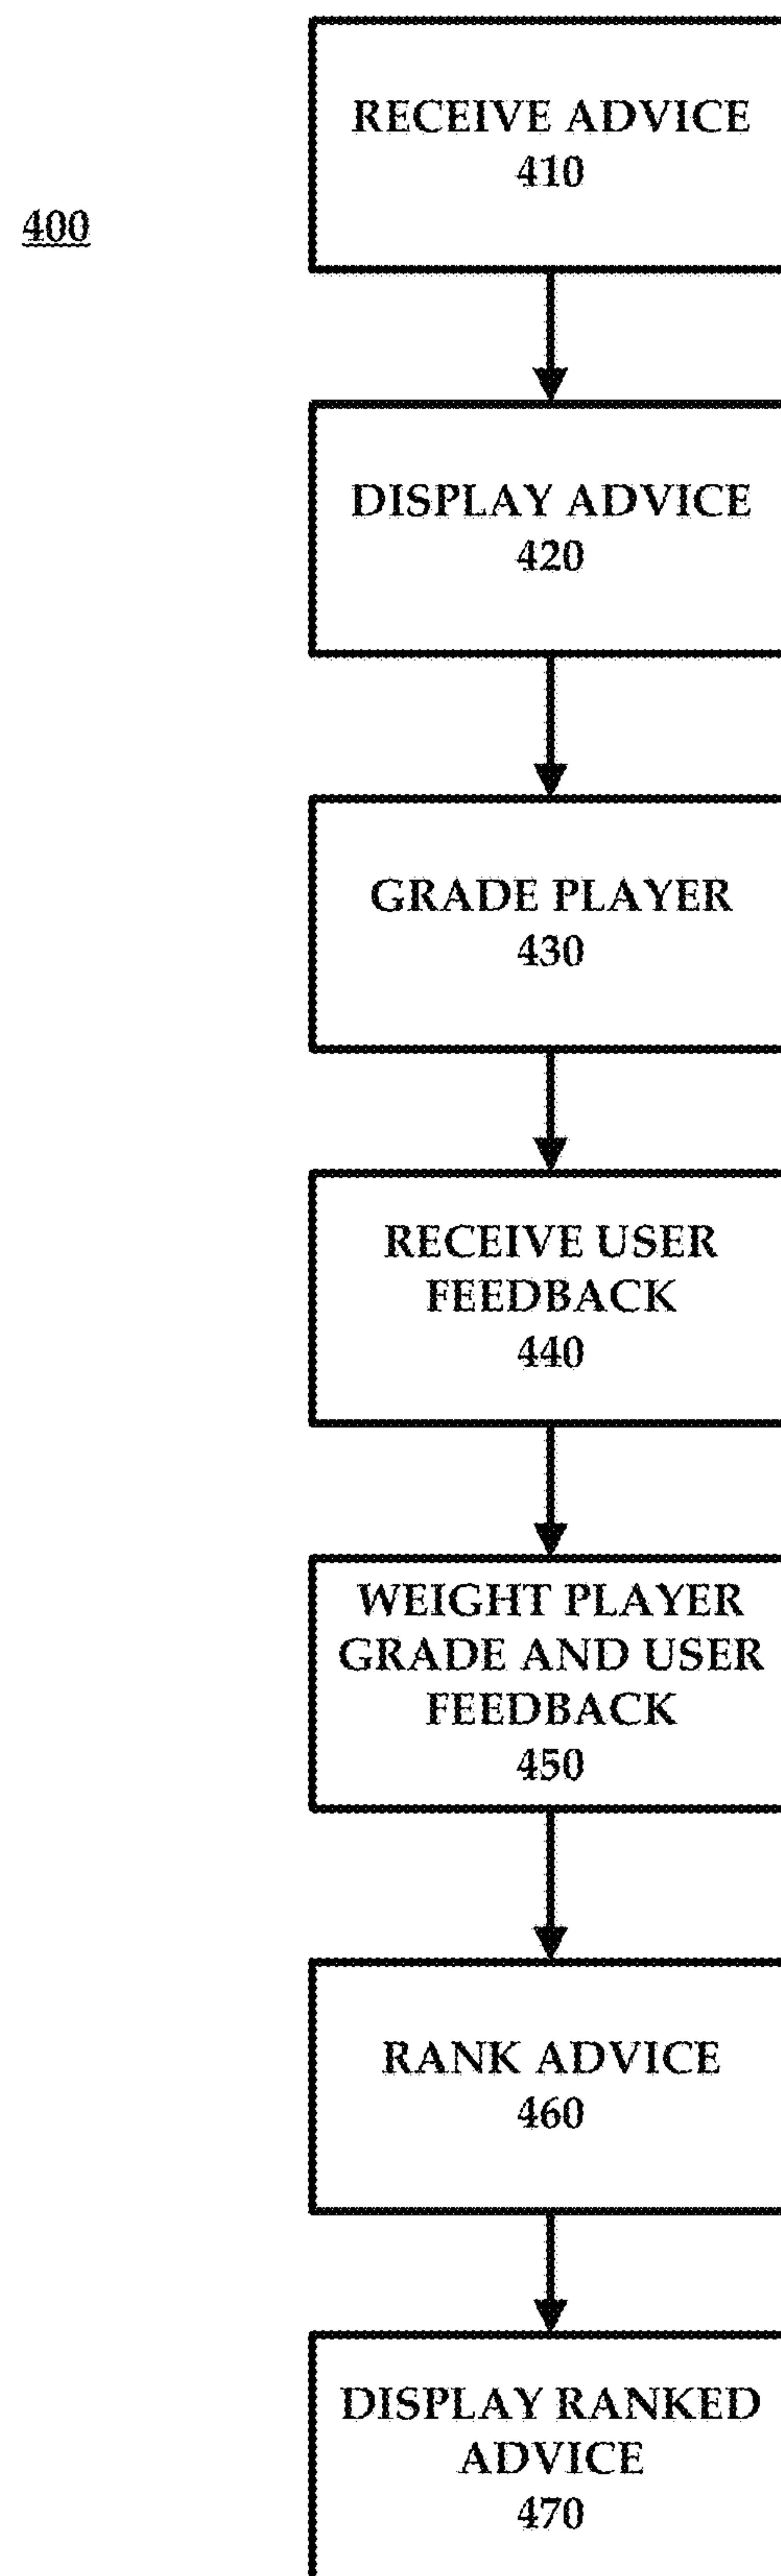 400
RECEIVE ADVICE
410
DISPLAY ADVICE
420
GRADE PLAYER
430
RECEIVE USER
FEEDBACK
440
WEIGHT PLAYER
GRADE AND USER
FEEDBACK
450
RANK ADVICE
460
DISPLAY RANKED
ADVICE
470